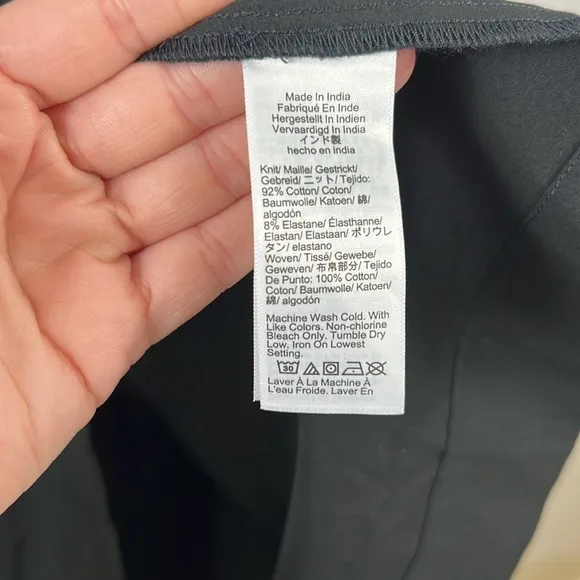 Made In India
Fabriqué En Inde
Hergestellt In Indien
Vervaardigd In India
インド製
hecho en india
Knit/ Maille/ Gestrickt/
Gebreid/ ニット/ Tejido:
92% Cotton/ Coton/
Baumwolle/ Katoen/ 綿/
algodón
8% Elastane/ Élasthanne/
Elastan/ Elastaan/ ポリウレ
タン/ elastano
Woven/ Tissé/ Gewebe/
Geweven/ 布帛部分/ Tejido
De Punto: 100% Cotton/
Coton/ Baumwolle/ Katoen/
綿/ algodón
Machine Wash Cold. With
Like Colors. Non-chlorine
Bleach Only. Tumble Dry
Low. Iron On Lowest
Setting.
30
Laver À La Machine À
L'eau Froide. Laver En